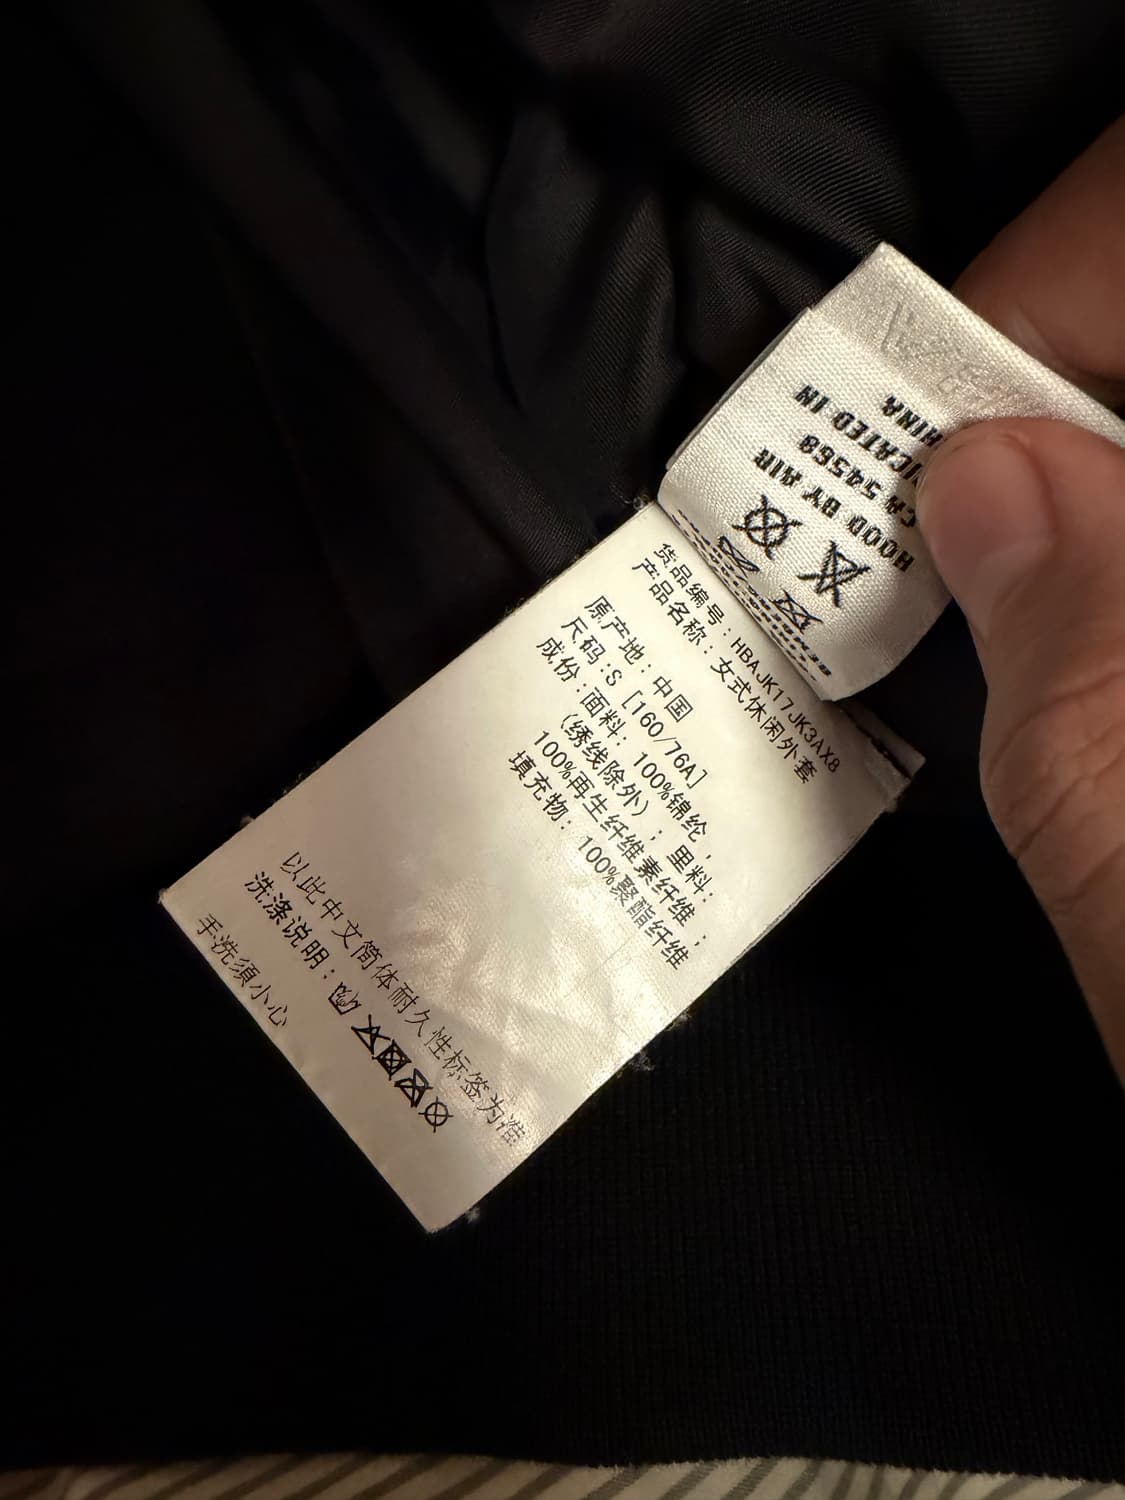 HOOD BY AIR
CA 54568
CATED IN
货品编号：HBAJK17JK3AX8
产品名称：女式休闲外套
原产地：中国
尺码:S [160/76A]
成份：面料：100%锦纶，
（绣线除外）；里料:
100%再生纤维素纤维；
填充物：100%聚酯纤维
以此中文简体耐久性标签为准
洗涤说明：
手洗須小心